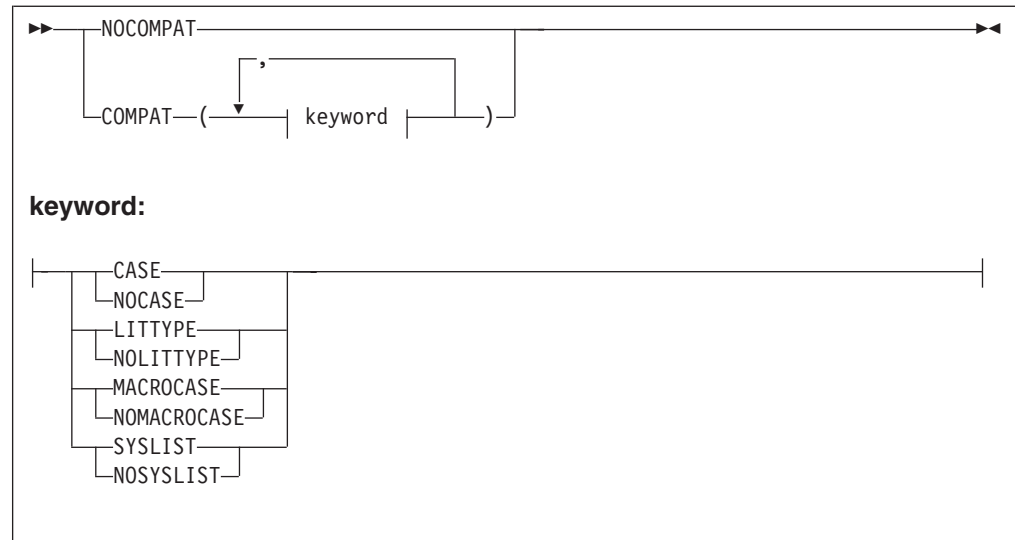 NOCOMPAT
,
COMPAT ( keyword )
keyword:
CASE
NOCASE
LITTYPE
NOLITTYPE
MACROCASE
NOMACROCASE
SYSLIST
NOSYSLIST